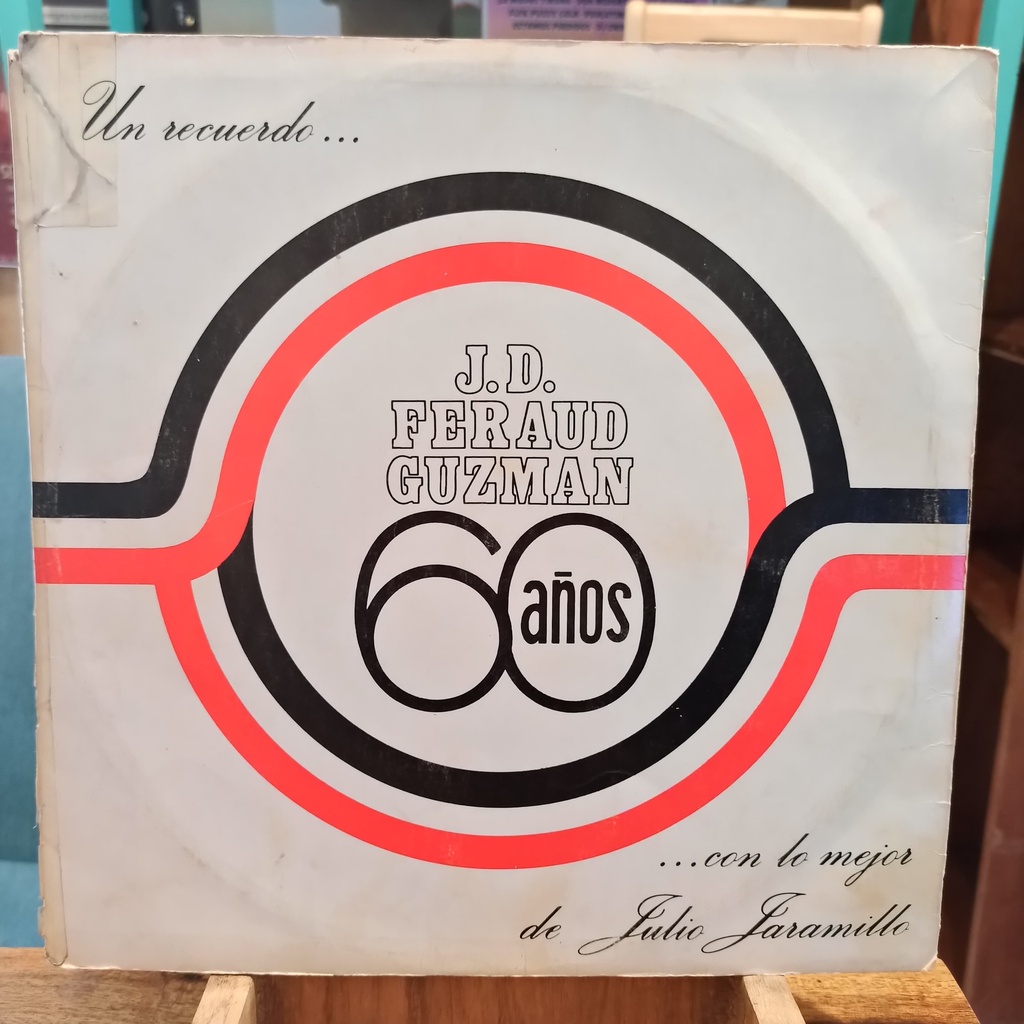 Un recuerdo...
J. D.
FERAUD
GUZMAN
60 años
...con lo mejor
de Julio Jaramillo